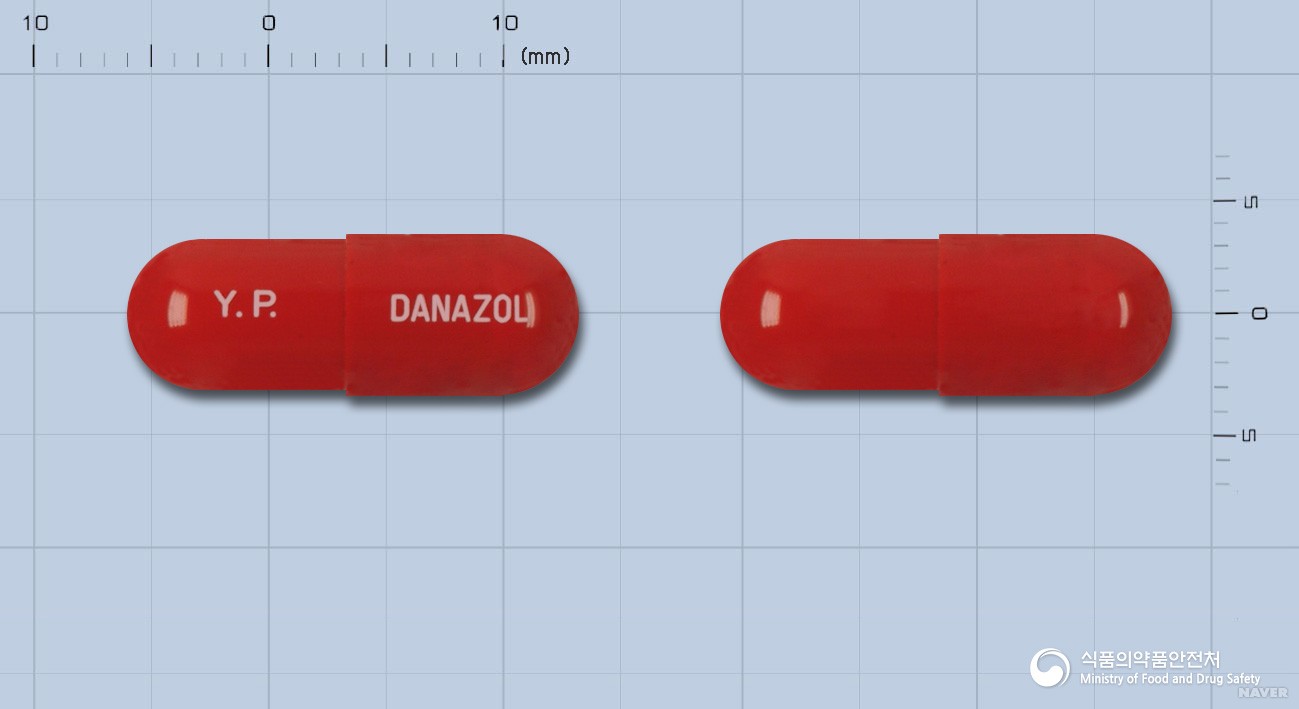 10 0 10
(mm)
5
0
5
Y. P. DANAZOL
식품의약품안전처
Ministry of Food and Drug Safety
NAVER